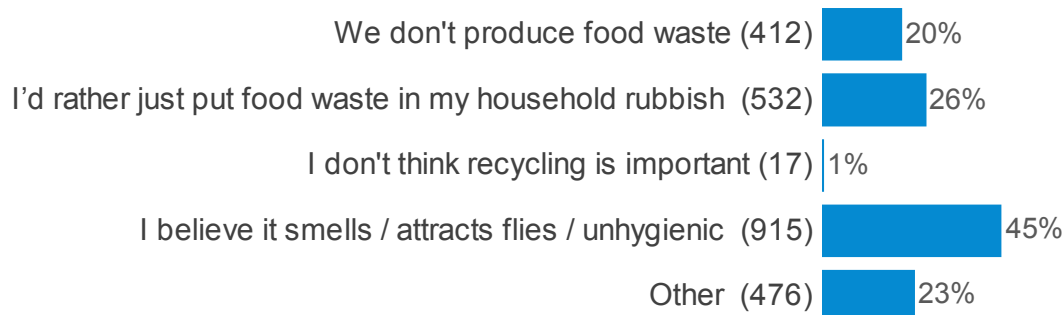 We don't produce food waste (412) 20%
I’d rather just put food waste in my household rubbish (532) 26%
I don't think recycling is important (17) 1%
I believe it smells / attracts flies / unhygienic (915) 45%
Other (476) 23%